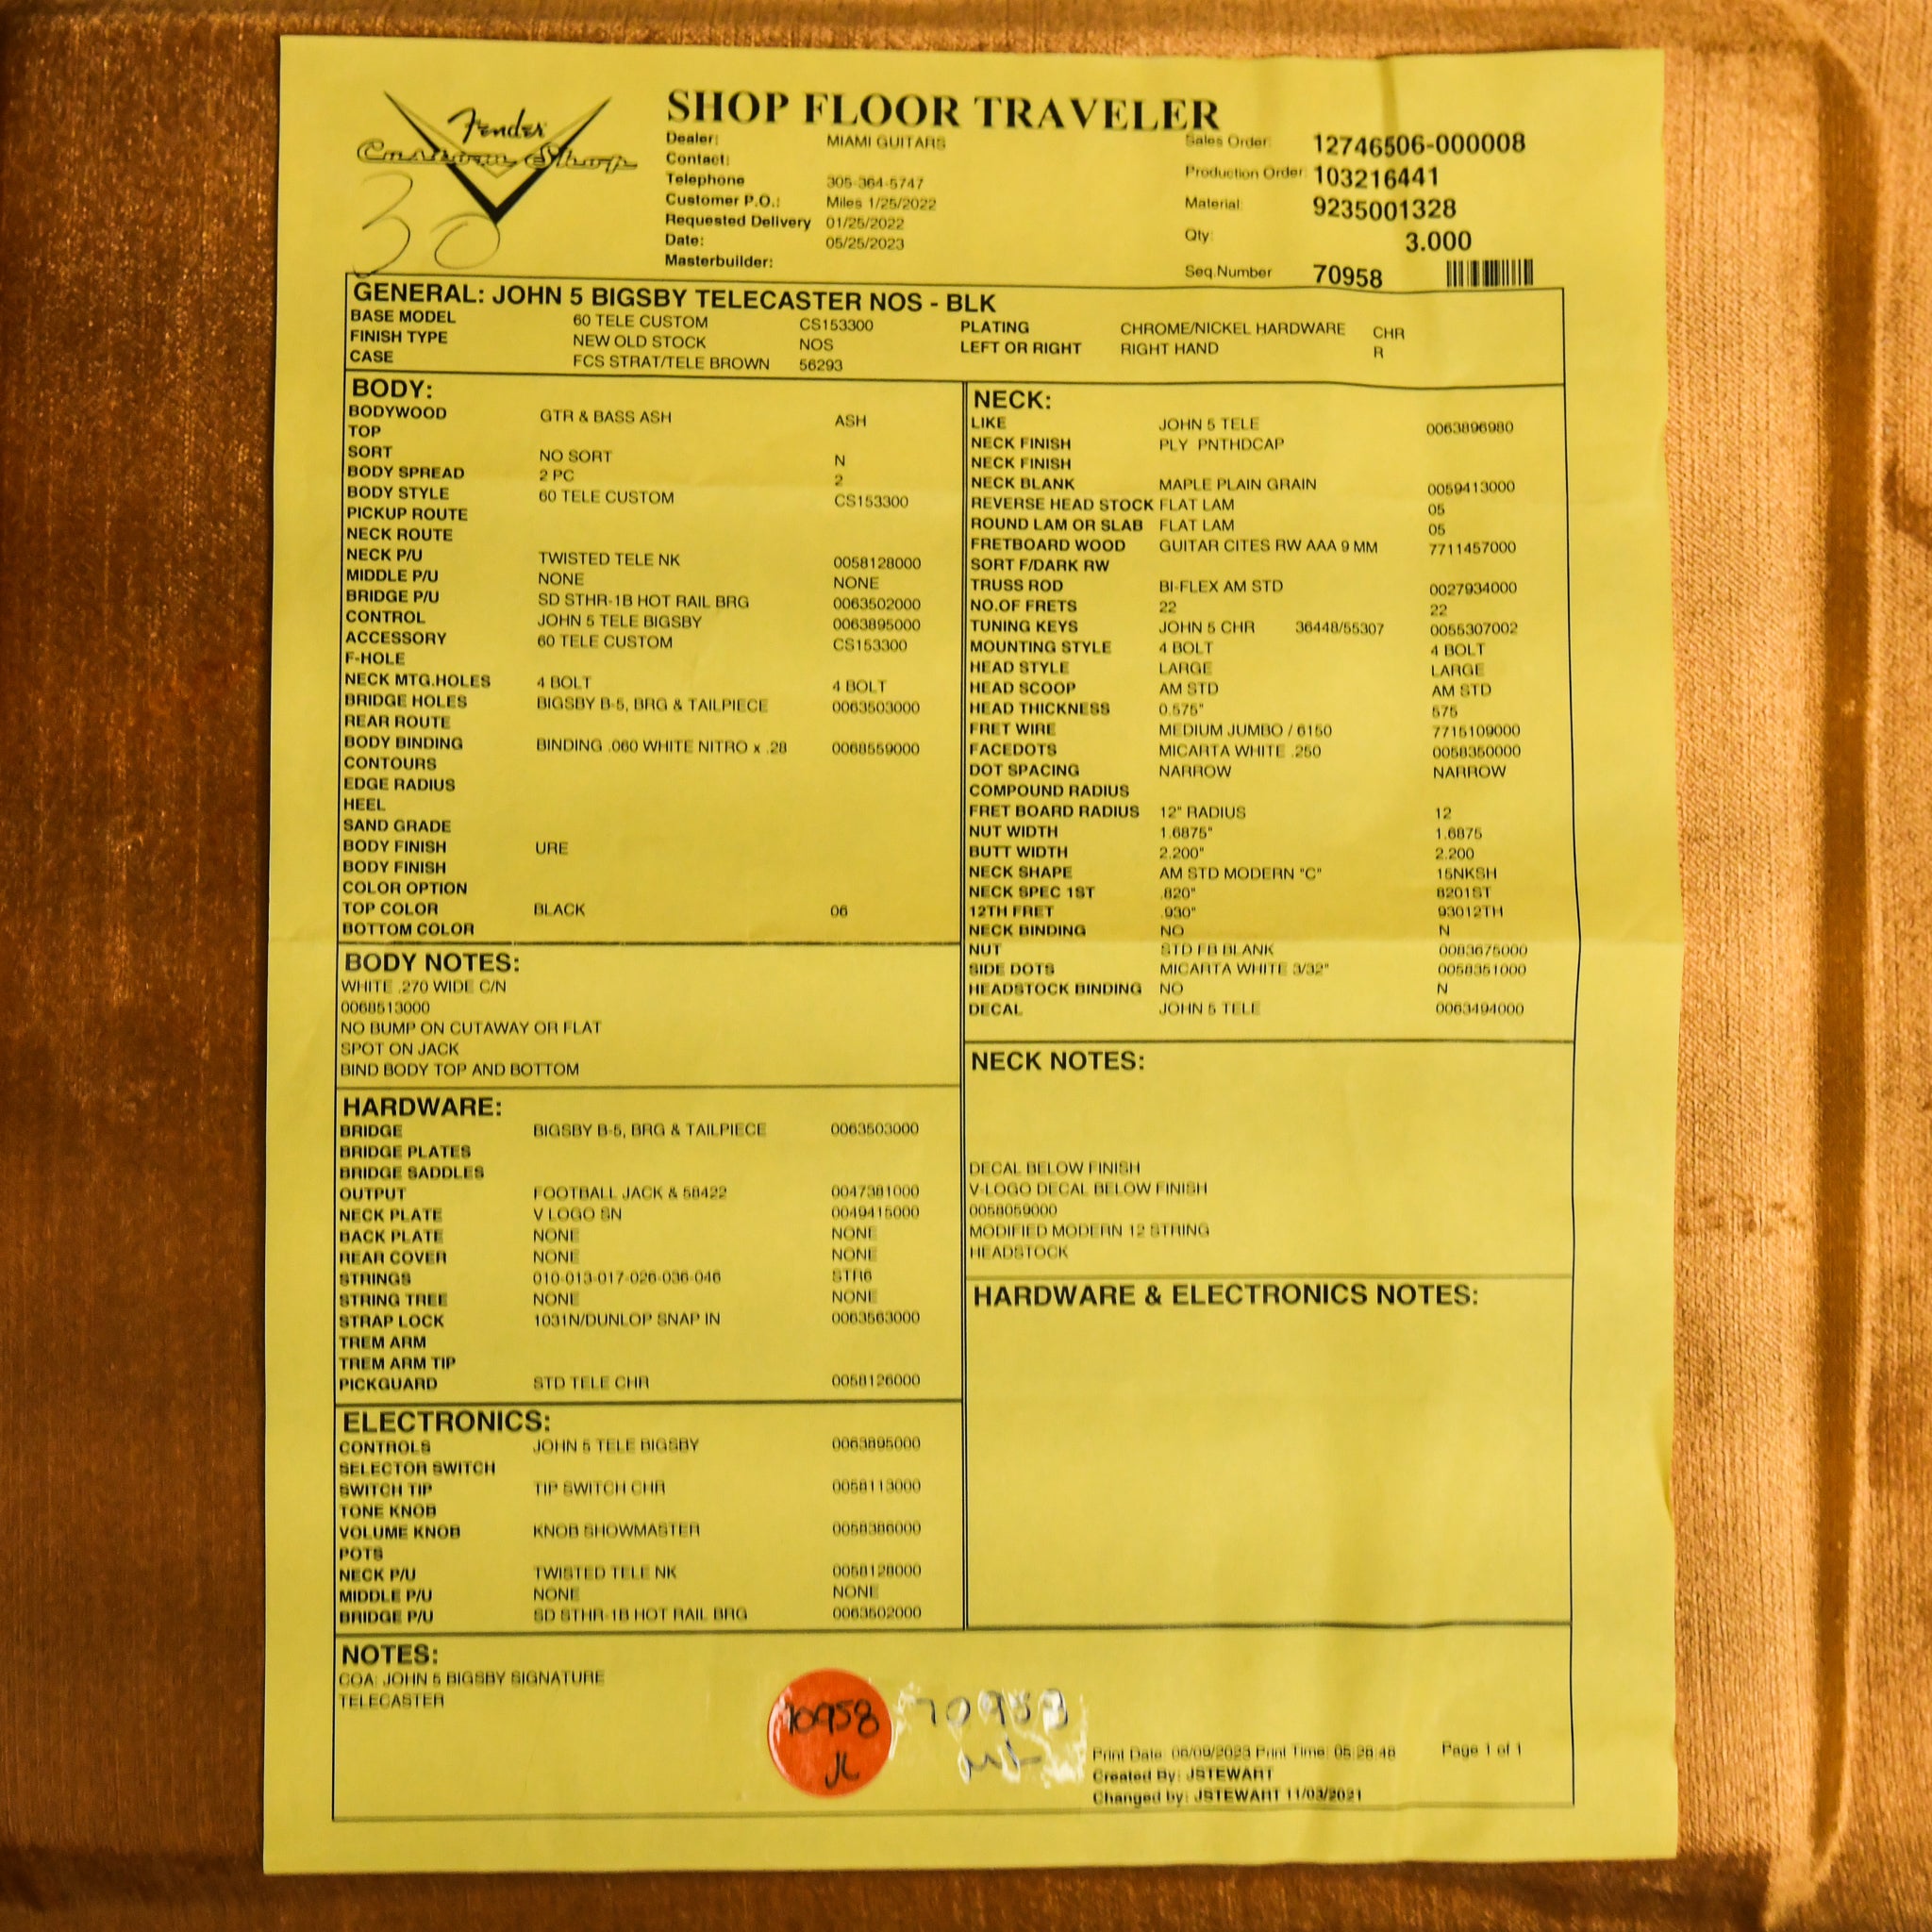 Fender
Custom Shop
30
SHOP FLOOR TRAVELER
Dealer: MIAMI GUITARS
Contact:
Telephone 305-364-5747
Customer P.O.: Miles 1/25/2022
Requested Delivery 01/25/2022
Date: 05/25/2023
Masterbuilder:
Sales Order: 12746506-000008
Production Order: 103216441
Material: 9235001328
Qty: 3.000
Seq.Number 70958
GENERAL: JOHN 5 BIGSBY TELECASTER NOS - BLK
BASE MODEL 60 TELE CUSTOM CS153300 PLATING CHROME/NICKEL HARDWARE CHR
FINISH TYPE NEW OLD STOCK NOS LEFT OR RIGHT RIGHT HAND R
CASE FCS STRAT/TELE BROWN 56293
BODY:
BODYWOOD GTR & BASS ASH ASH
TOP
SORT NO SORT N
BODY SPREAD 2 PC 2
BODY STYLE 60 TELE CUSTOM CS153300
PICKUP ROUTE
NECK ROUTE
NECK P/U TWISTED TELE NK 0058128000
MIDDLE P/U NONE NONE
BRIDGE P/U SD STHR-1B HOT RAIL BRG 0063502000
CONTROL JOHN 5 TELE BIGSBY 0063895000
ACCESSORY 60 TELE CUSTOM CS153300
F-HOLE
NECK MTG.HOLES 4 BOLT 4 BOLT
BRIDGE HOLES BIGSBY B-5, BRG & TAILPIECE 0063503000
REAR ROUTE
BODY BINDING BINDING .060 WHITE NITRO x .28 0068559000
CONTOURS
EDGE RADIUS
HEEL
SAND GRADE
BODY FINISH URE
BODY FINISH
COLOR OPTION
TOP COLOR BLACK 06
BOTTOM COLOR
BODY NOTES:
WHITE .270 WIDE C/N
0068513000
NO BUMP ON CUTAWAY OR FLAT
SPOT ON JACK
BIND BODY TOP AND BOTTOM
HARDWARE:
BRIDGE BIGSBY B-5, BRG & TAILPIECE 0063503000
BRIDGE PLATES
BRIDGE SADDLES
OUTPUT FOOTBALL JACK & 58422 0047381000
NECK PLATE V LOGO SN 0049415000
BACK PLATE NONE NONE
REAR COVER NONE NONE
STRINGS 010-013-017-026-036-046 STR6
STRING TREE NONE NONE
STRAP LOCK 1031N/DUNLOP SNAP IN 0063563000
TREM ARM
TREM ARM TIP
PICKGUARD STD TELE CHR 0058126000
ELECTRONICS:
CONTROLS JOHN 5 TELE BIGSBY 0063895000
SELECTOR SWITCH
SWITCH TIP TIP SWITCH CHR 0058113000
TONE KNOB
VOLUME KNOB KNOB SHOWMASTER 0058386000
POTS
NECK P/U TWISTED TELE NK 0058128000
MIDDLE P/U NONE NONE
BRIDGE P/U SD STHR-1B HOT RAIL BRG 0063502000
NECK:
LIKE JOHN 5 TELE 0063896980
NECK FINISH PLY PNTHDCAP
NECK FINISH
NECK BLANK MAPLE PLAIN GRAIN 0059413000
REVERSE HEAD STOCK FLAT LAM 05
ROUND LAM OR SLAB FLAT LAM 05
FRETBOARD WOOD GUITAR CITES RW AAA 9 MM 7711457000
SORT F/DARK RW
TRUSS ROD BI-FLEX AM STD 0027934000
NO.OF FRETS 22 22
TUNING KEYS JOHN 5 CHR 36448/55307 0055307002
MOUNTING STYLE 4 BOLT 4 BOLT
HEAD STYLE LARGE LARGE
HEAD SCOOP AM STD AM STD
HEAD THICKNESS 0.575" 575
FRET WIRE MEDIUM JUMBO / 6150 7715109000
FACEDOTS MICARTA WHITE .250 0058350000
DOT SPACING NARROW NARROW
COMPOUND RADIUS
FRET BOARD RADIUS 12" RADIUS 12
NUT WIDTH 1.6875" 1.6875
BUTT WIDTH 2.200" 2.200
NECK SHAPE AM STD MODERN "C" 15NKSH
NECK SPEC 1ST .820" 8201ST
12TH FRET .930" 93012TH
NECK BINDING NO N
NUT STD FB BLANK 0083675000
SIDE DOTS MICARTA WHITE 3/32" 0058351000
HEADSTOCK BINDING NO N
DECAL JOHN 5 TELE 0063494000
NECK NOTES:
DECAL BELOW FINISH
V-LOGO DECAL BELOW FINISH
0058059000
MODIFIED MODERN 12 STRING
HEADSTOCK
HARDWARE & ELECTRONICS NOTES:
NOTES:
COA: JOHN 5 BIGSBY SIGNATURE
TELECASTER
70958
JL
70958
Print Date: 06/09/2023 Print Time: 05:28:48 Page 1 of 1
Created By: JSTEWART
Changed by: JSTEWART 11/03/2021